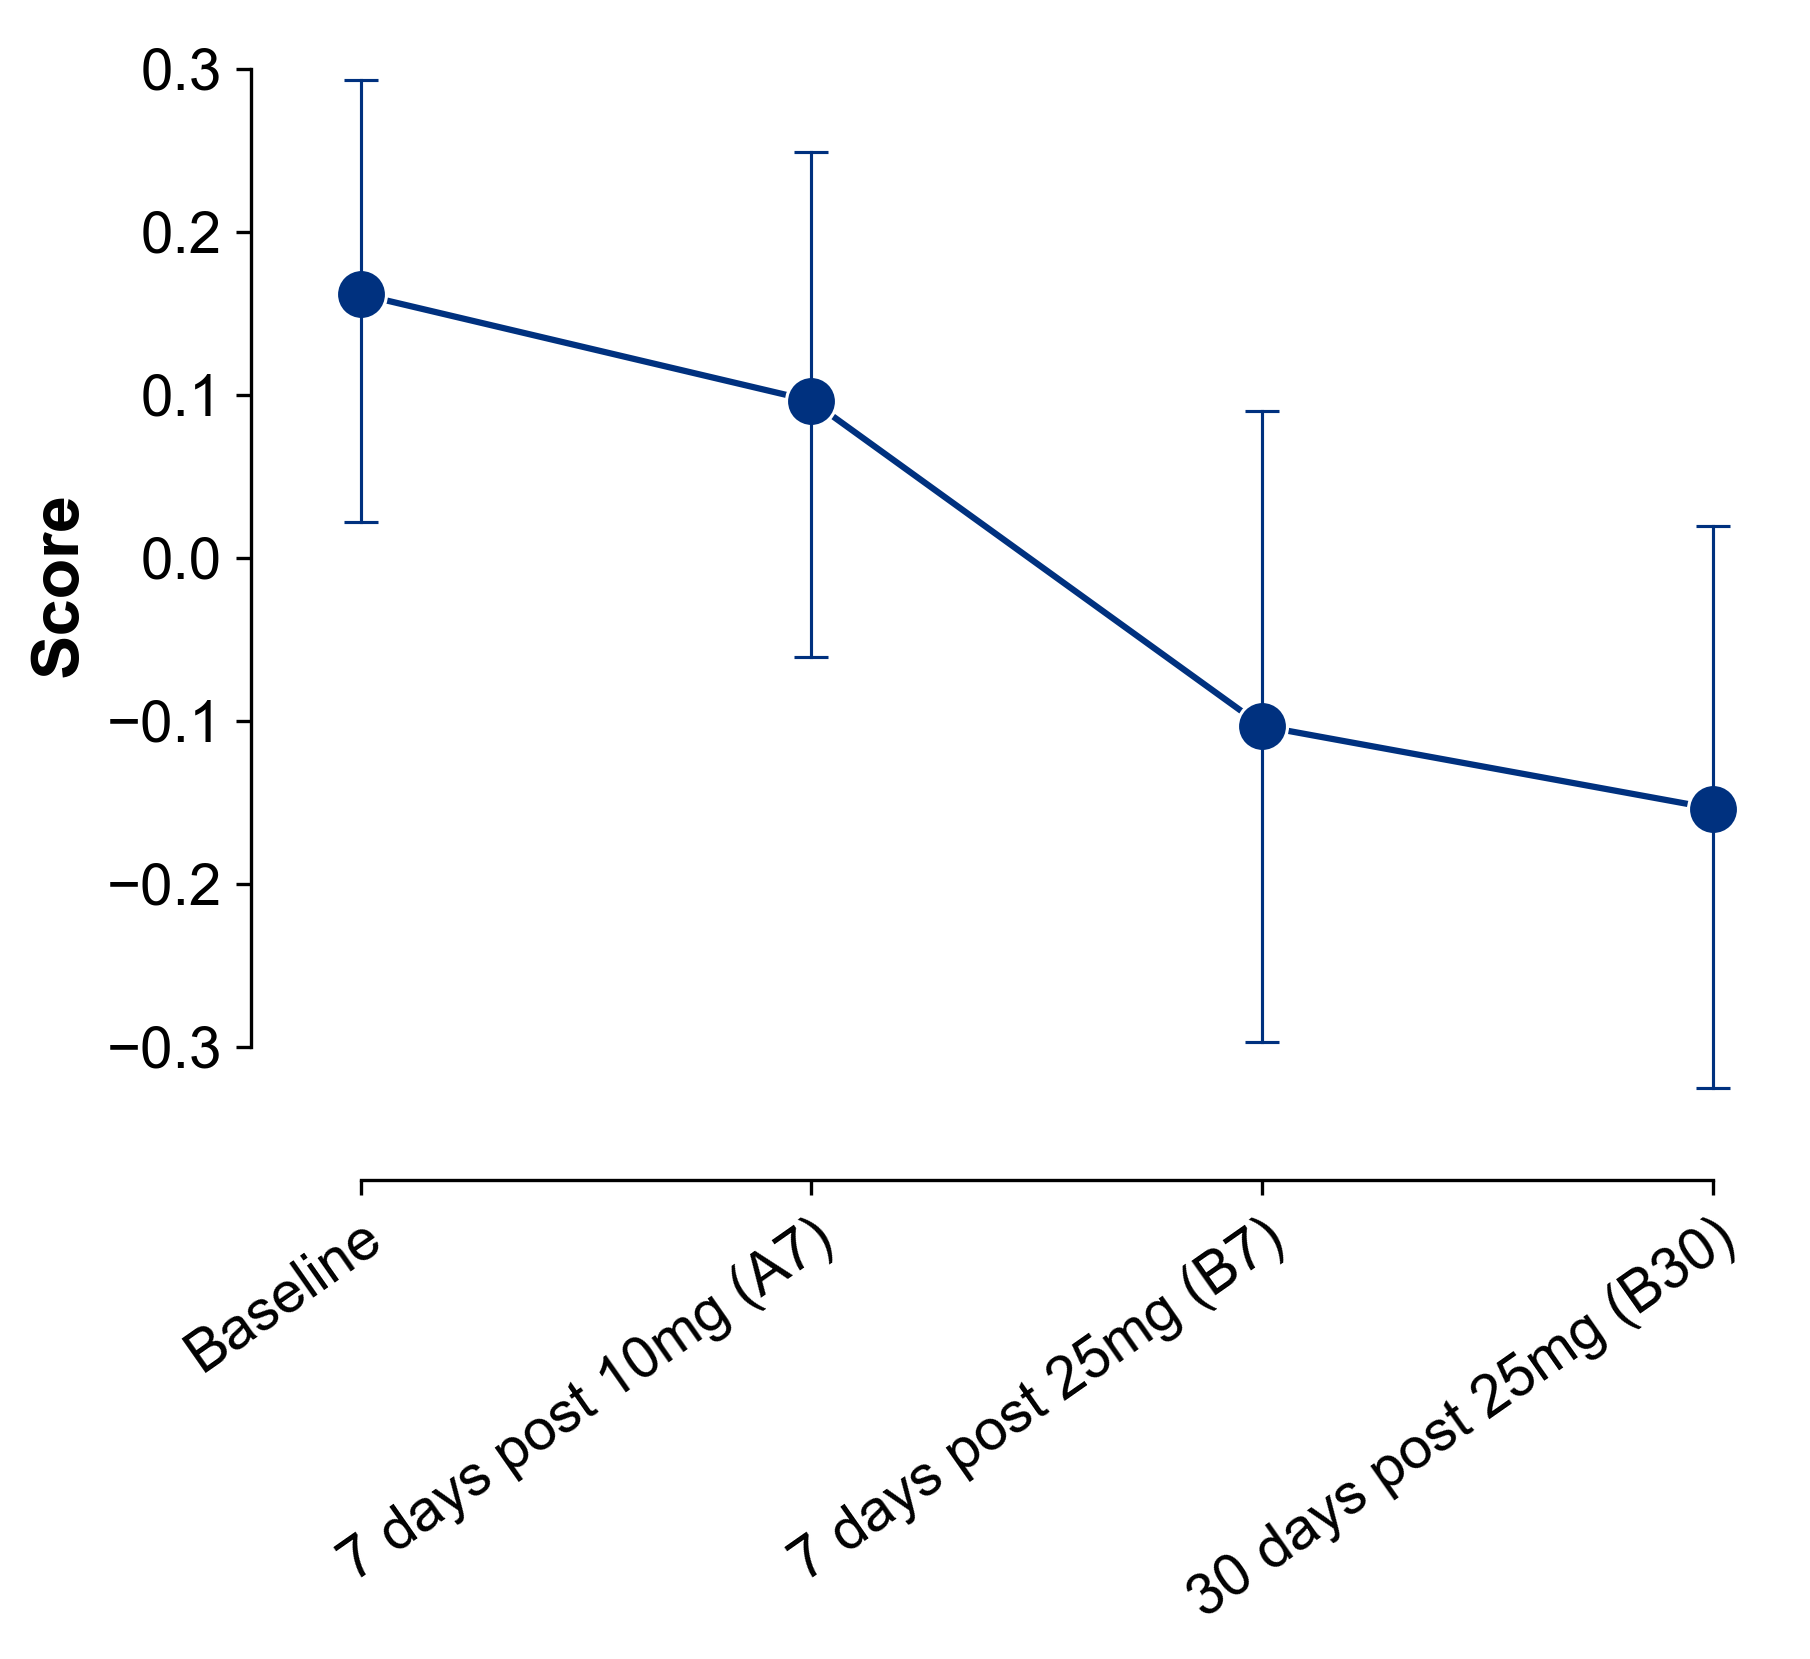 0.3
0.2
0.1
0.0
−0.1
−0.2
−0.3
Score
Baseline
7 days post 10mg (A7)
7 days post 25mg (B7)
30 days post 25mg (B30)